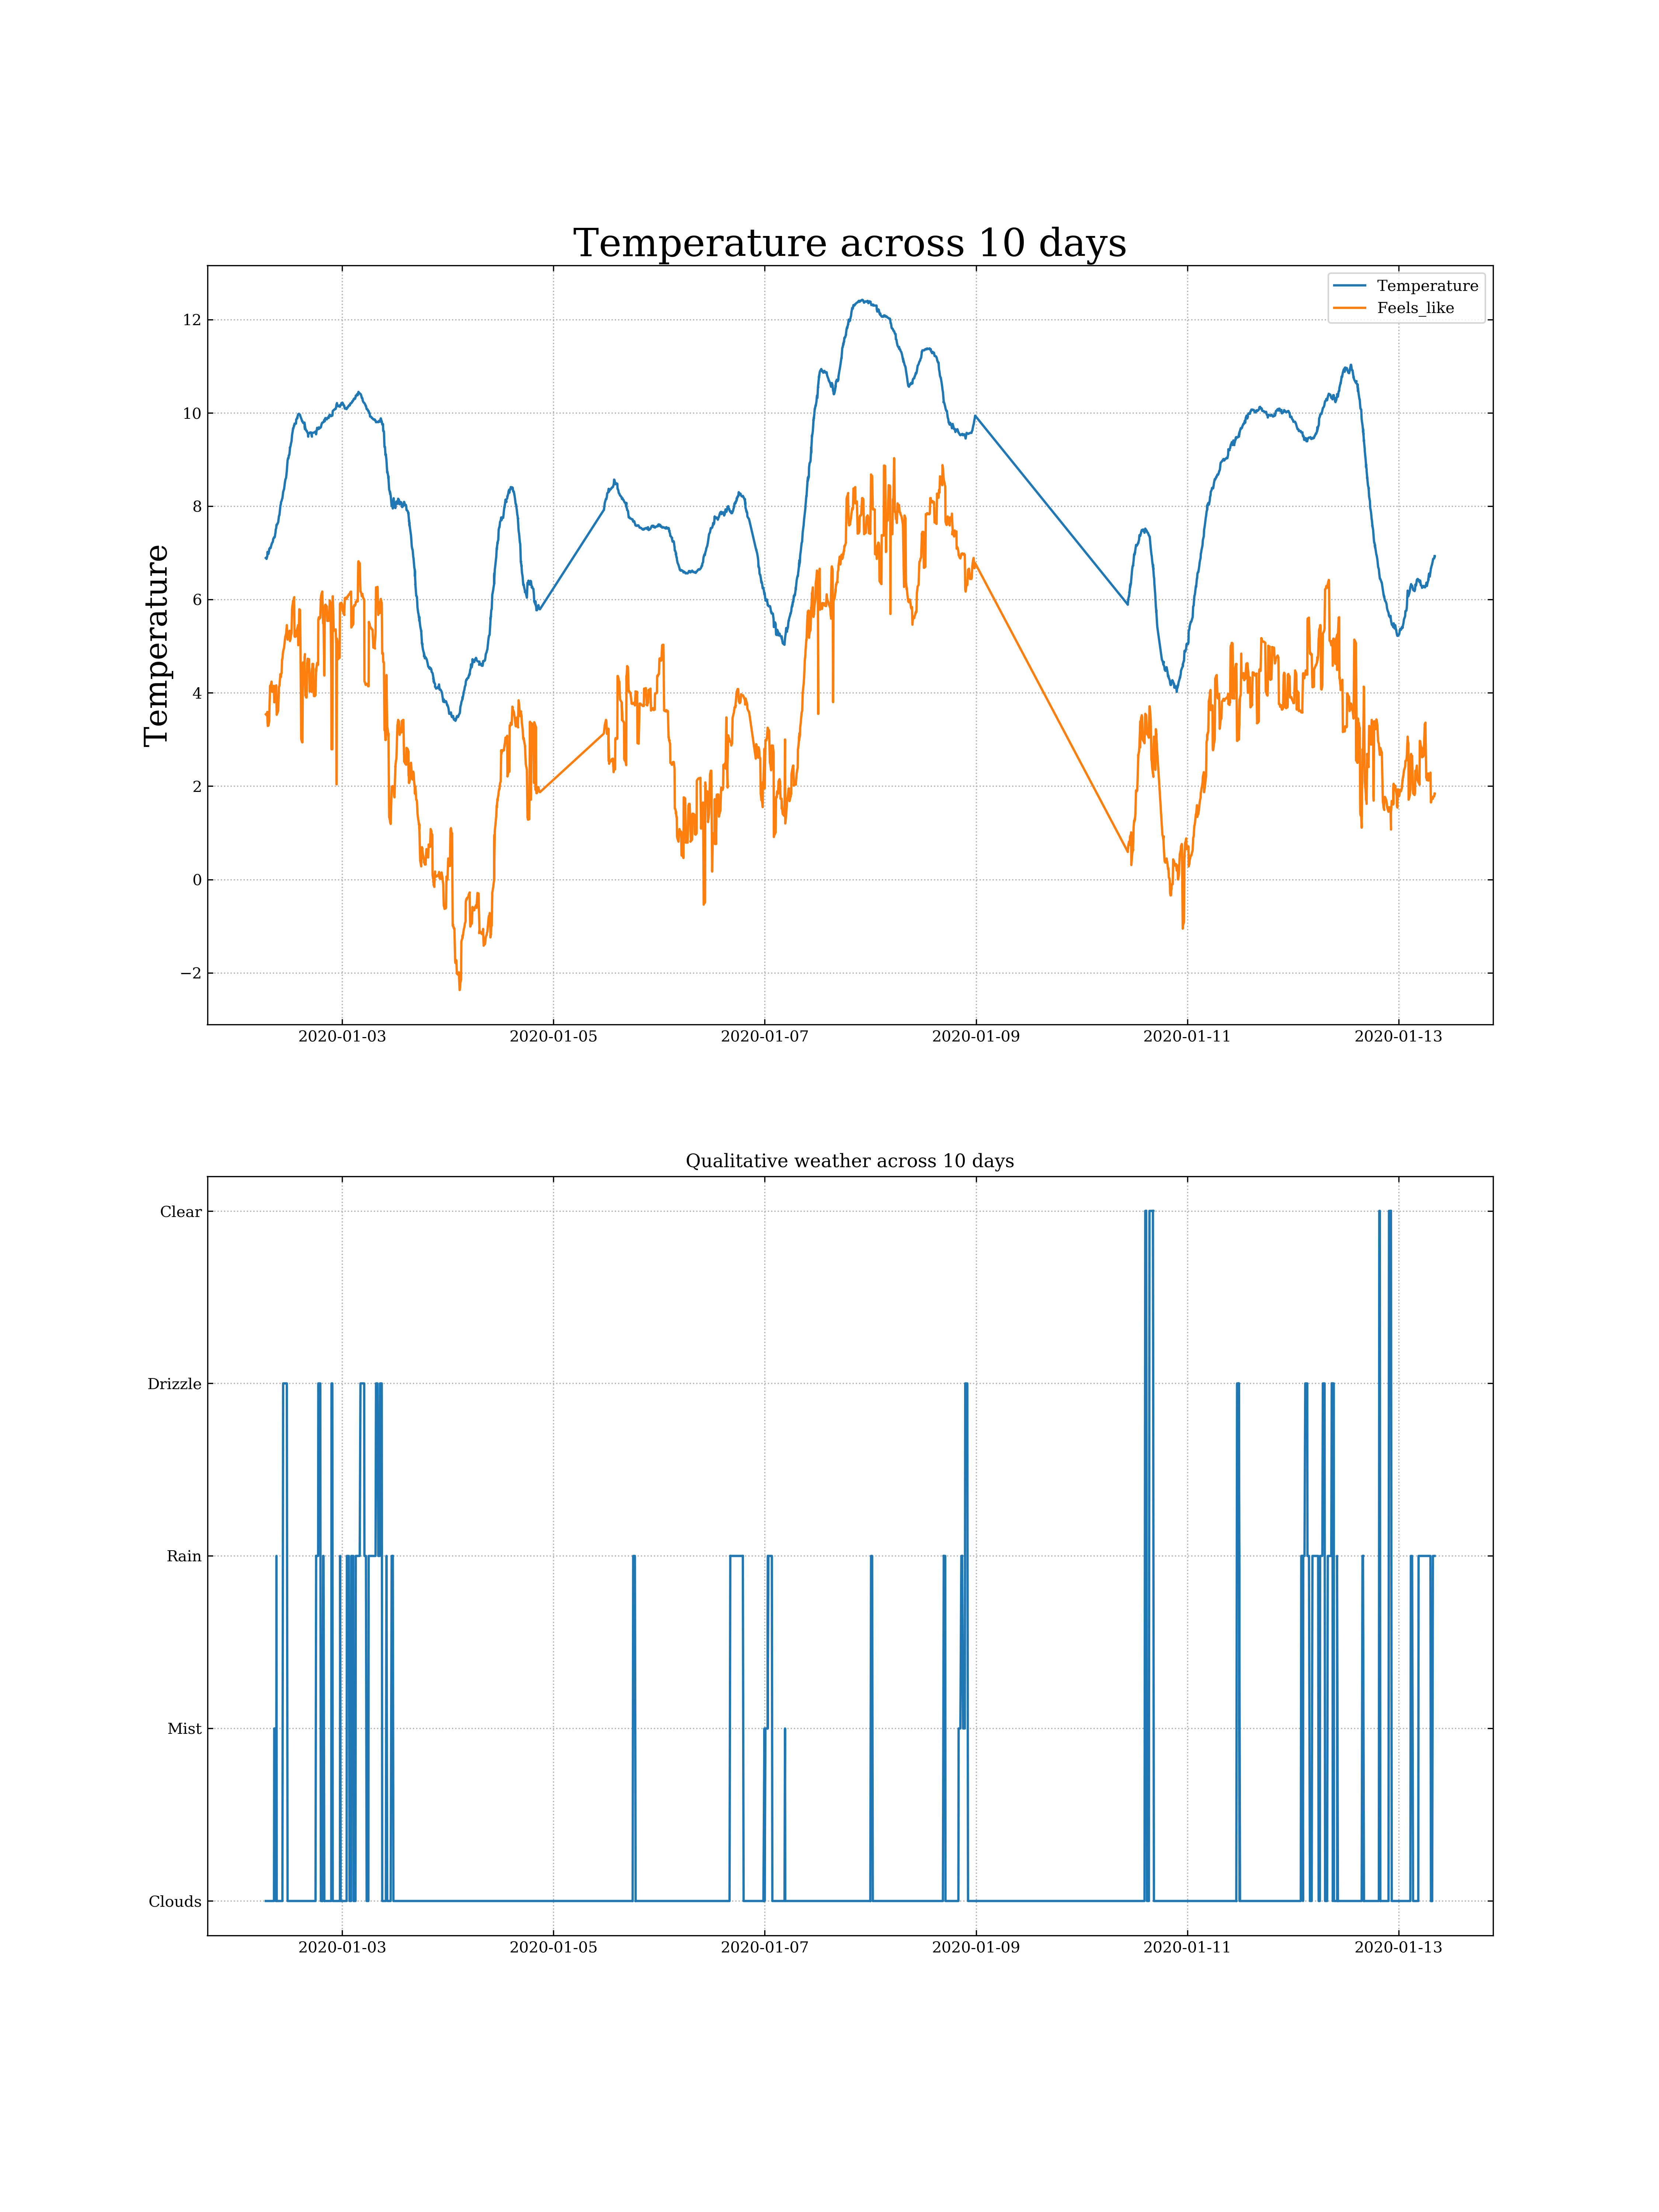 Temperature across 10 days
Temperature
Feels_like
12
10
8
6
4
2
0
−2
Temperature
2020-01-03 2020-01-05 2020-01-07 2020-01-09 2020-01-11 2020-01-13
Qualitative weather across 10 days
Clear
Drizzle
Rain
Mist
Clouds
2020-01-03 2020-01-05 2020-01-07 2020-01-09 2020-01-11 2020-01-13